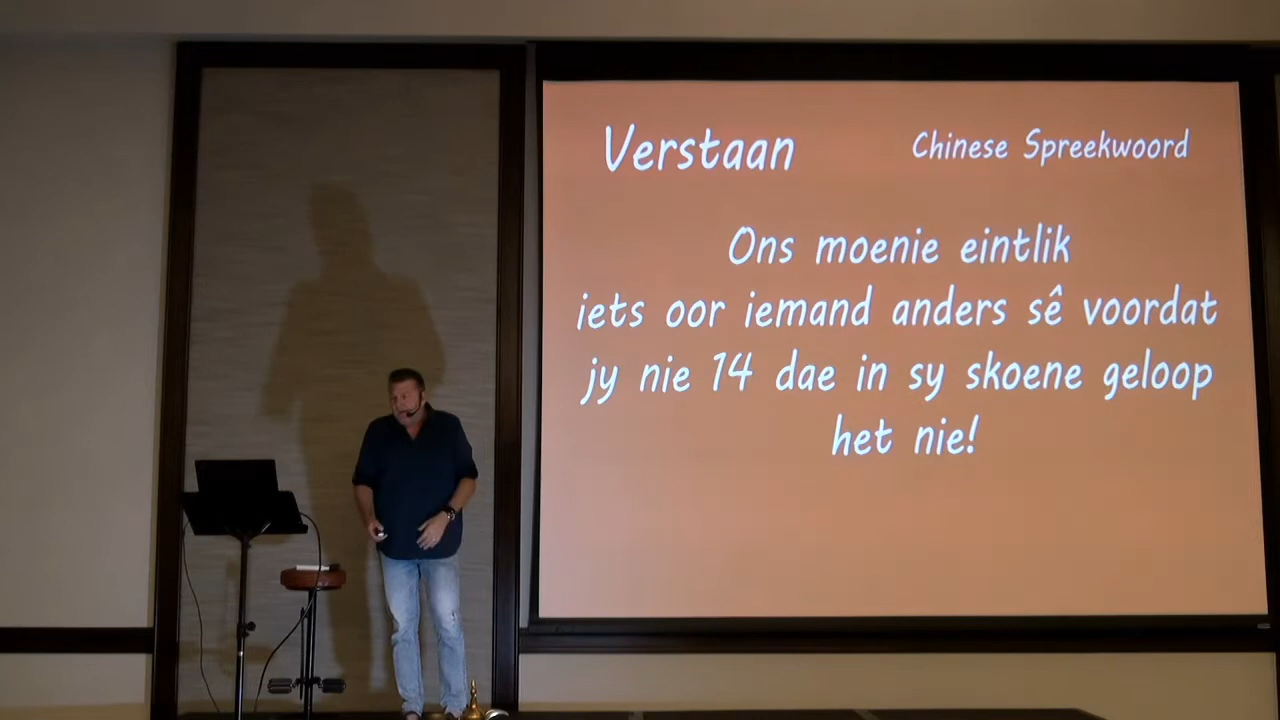 Verstaan
Chinese Spreekwoord
Ons moenie eintlik
iets oor iemand anders sê voordat
jy nie 14 dae in sy skoene geloop
het nie!